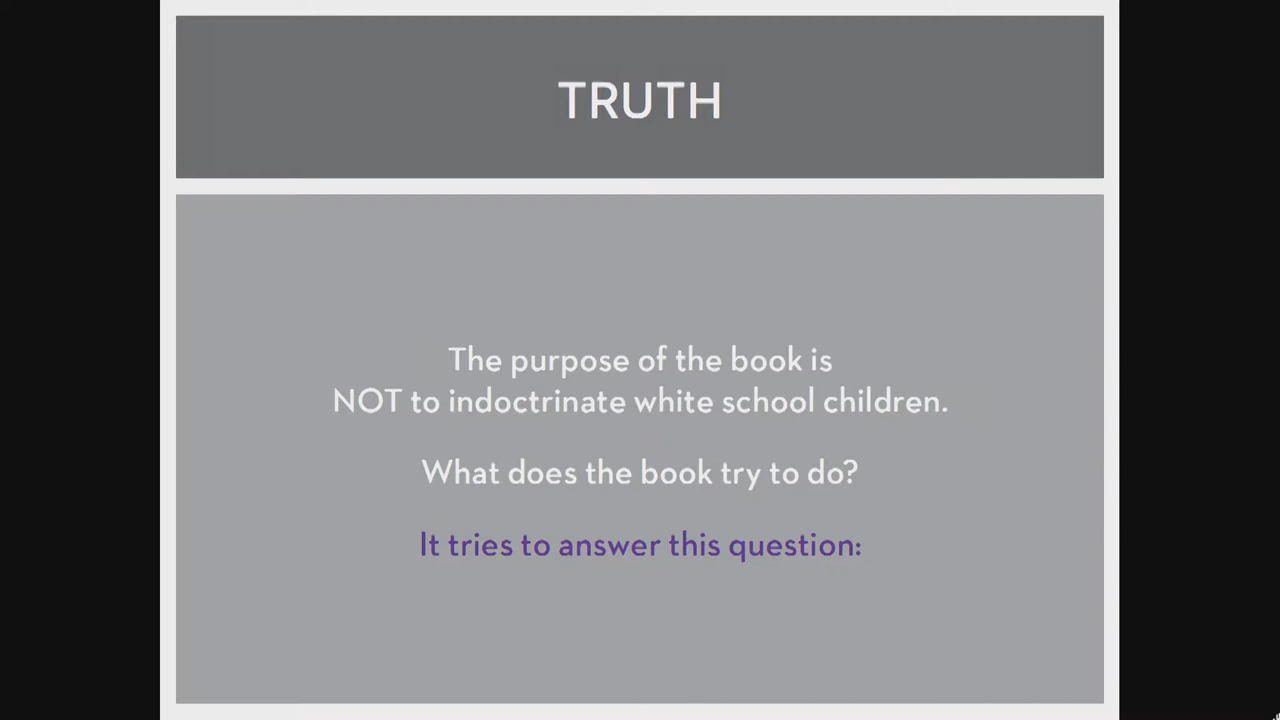 TRUTH
The purpose of the book is
NOT to indoctrinate white school children.
What does the book try to do?
It tries to answer this question: